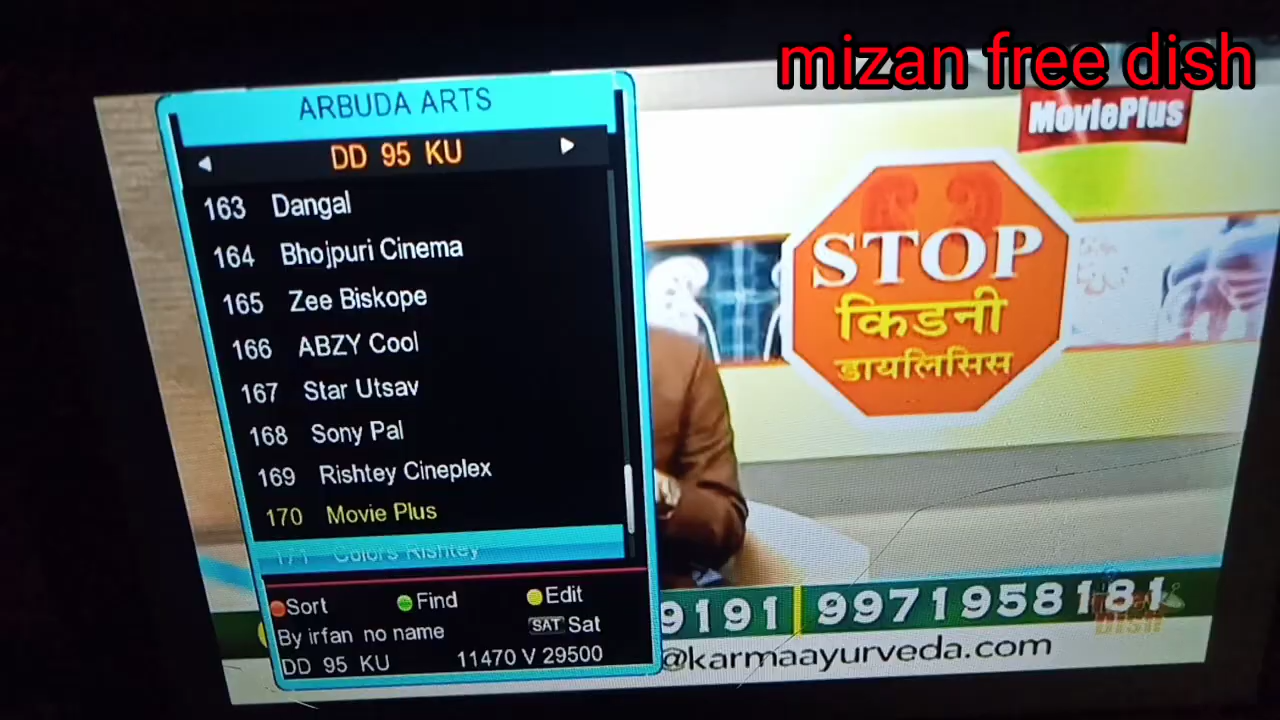 mizan free dish
ARBUDA ARTS
DD 95 KU
163 Dangal
164 Bhojpuri Cinema
165 Zee Biskope
166 ABZY Cool
167 Star Utsav
168 Sony Pal
169 Rishtey Cineplex
170 Movie Plus
171 Colors Rishtey
Sort Find Edit
By irfan no name SAT Sat
DD 95 KU 11470 V 29500
MoviePlus
STOP
किडनी
डायलिसिस
9191 9971958181
Dish
@karmaayurveda.com